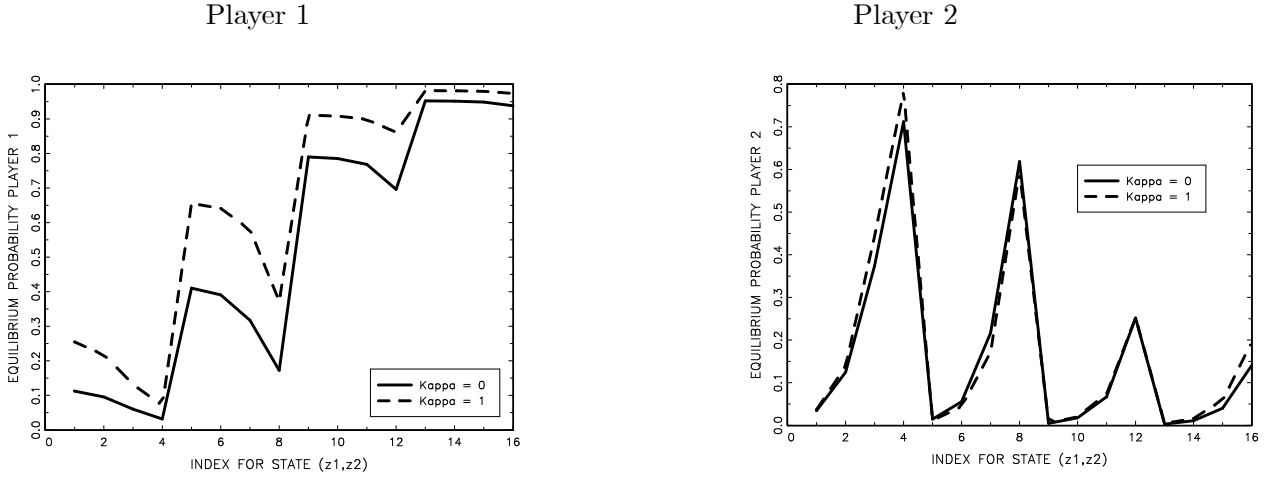 Player 1
EQUILIBRIUM PROBABILITY PLAYER 1
1.0
0.9
0.8
0.7
0.6
0.5
0.4
0.3
0.2
0.1
0.0
Kappa = 0
Kappa = 1
0 2 4 6 8 10 12 14 16
INDEX FOR STATE (z1,z2)
Player 2
EQUILIBRIUM PROBABILITY PLAYER 2
0.8
0.7
0.6
0.5
0.4
0.3
0.2
0.1
0.0
Kappa = 0
Kappa = 1
0 2 4 6 8 10 12 14 16
INDEX FOR STATE (z1,z2)